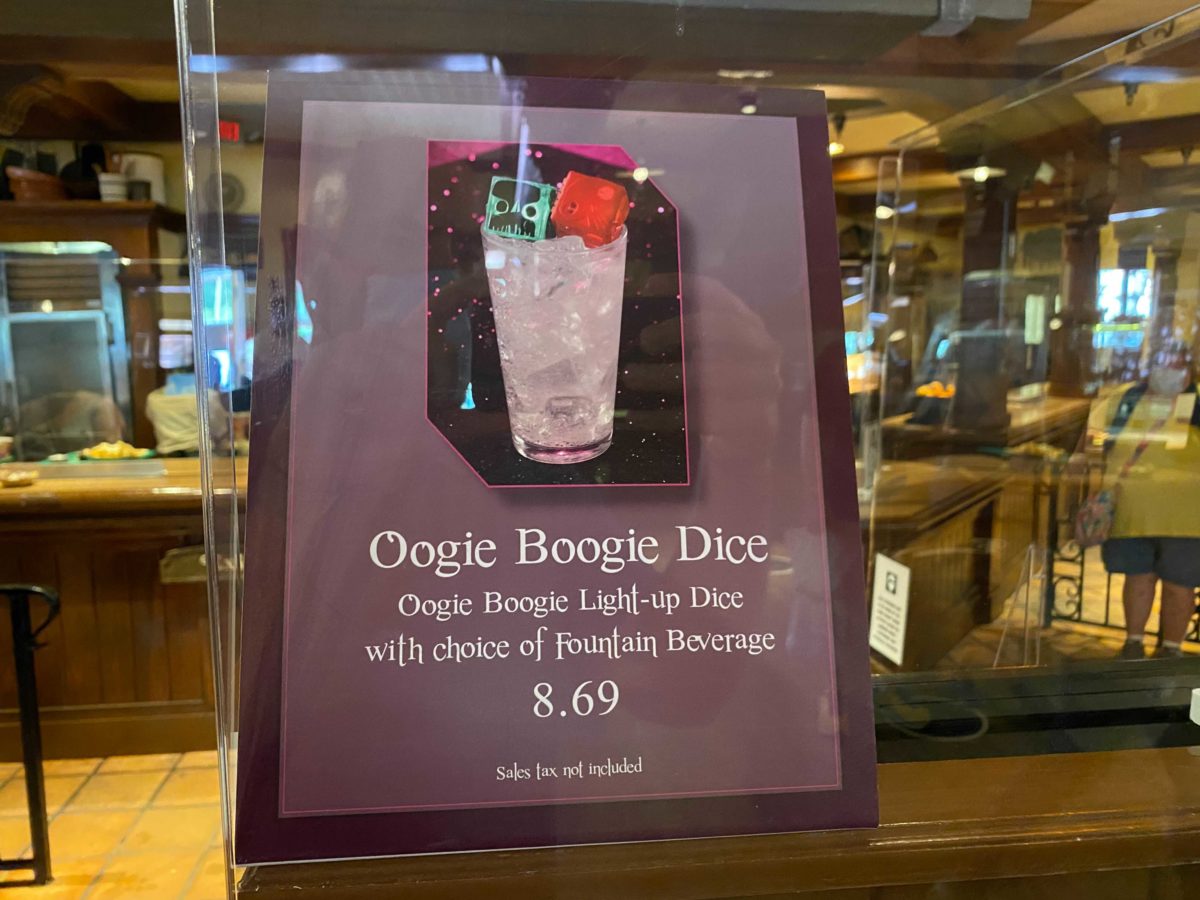 Oogie Boogie Dice
Oogie Boogie Light-up Dice
with choice of Fountain Beverage
8.69
Sales tax not included